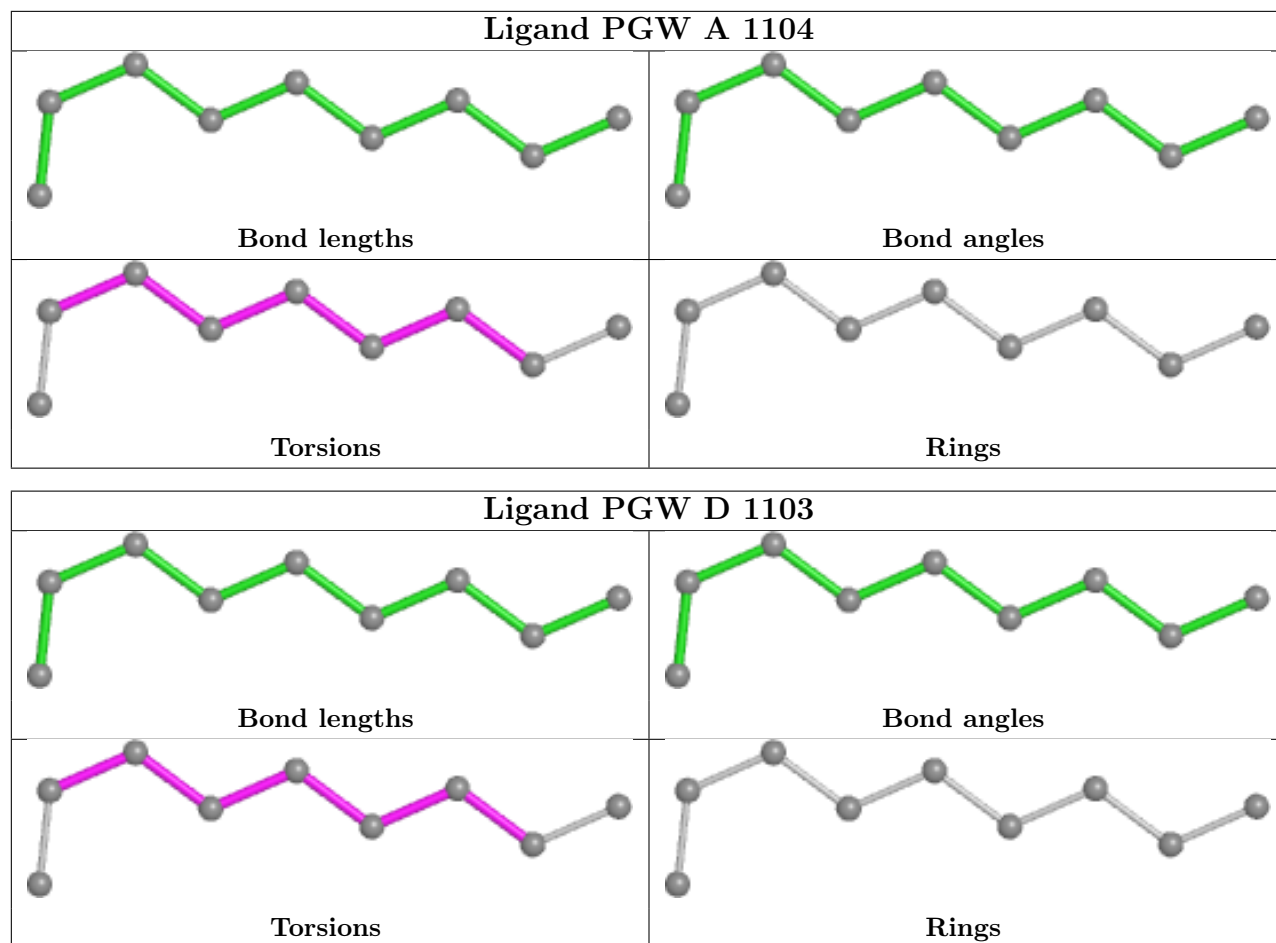 Ligand PGW A 1104
Bond lengths
Bond angles
Torsions
Rings
Ligand PGW D 1103
Bond lengths
Bond angles
Torsions
Rings